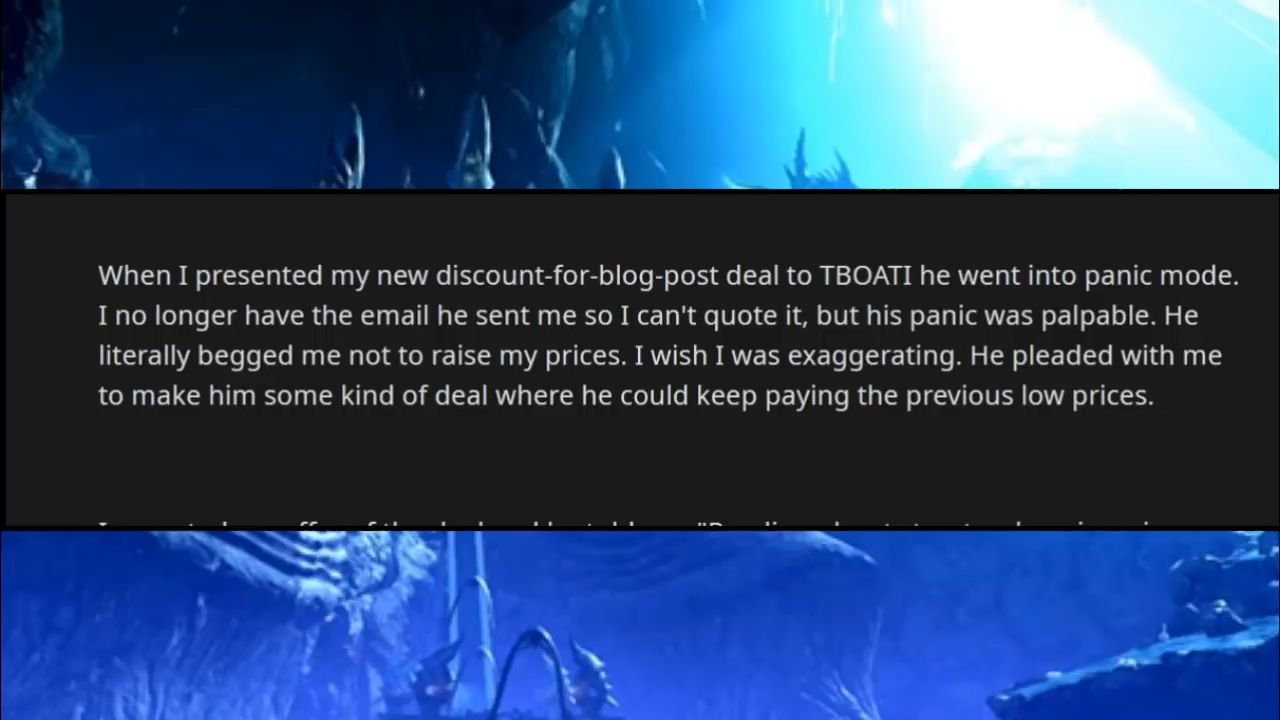 When I presented my new discount-for-blog-post deal to TBOATI he went into panic mode.
I no longer have the email he sent me so I can't quote it, but his panic was palpable. He
literally begged me not to raise my prices. I wish I was exaggerating. He pleaded with me
to make him some kind of deal where he could keep paying the previous low prices.